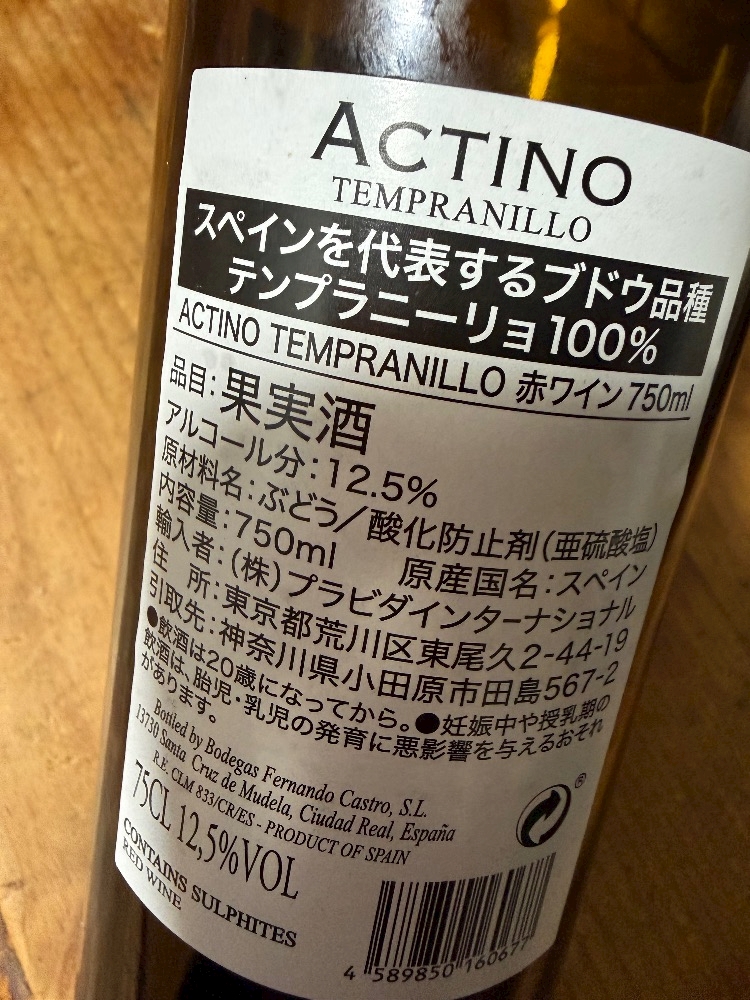 ACTINO
TEMPRANILLO
スペインを代表するブドウ品種
テンプラニーリョ100%
ACTINO TEMPRANILLO 赤ワイン 750ml
品目:果実酒
アルコール分:12.5%
原材料名:ぶどう/酸化防止剤(亜硫酸塩)
内容量:750ml 原産国名:スペイン
輸入者:(株)プラビダインターナショナル
住 所:東京都荒川区東尾久2-44-19
引取先:神奈川県小田原市田島567-2
●飲酒は20歳になってから。●妊娠中や授乳期の
飲酒は、胎児・乳児の発育に悪影響を与えるおそれ
があります。
Bottled by Bodegas Fernando Castro, S.L.
13730 Santa Cruz de Mudela, Ciudad Real, España
R.E. CLM 833/CR/ES - PRODUCT OF SPAIN
75CL 12,5%VOL
CONTAINS SULPHITES
RED WINE
®
4 589850 160677